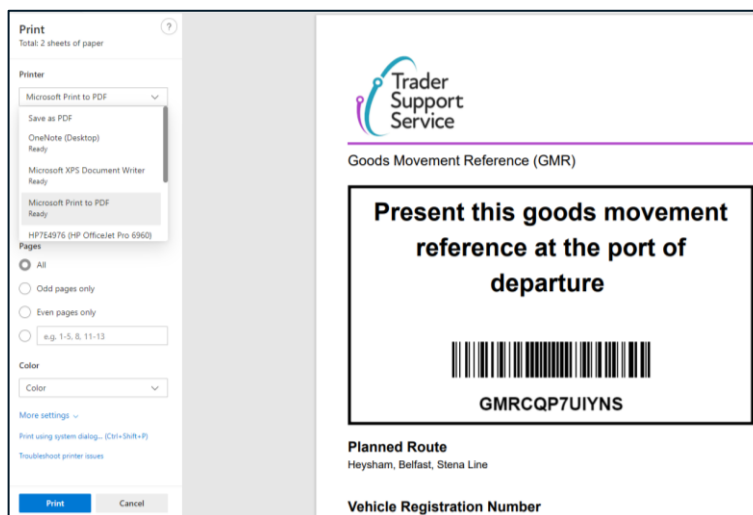 Print
?
Total: 2 sheets of paper
Printer
Microsoft Print to PDF
Save as PDF
OneNote (Desktop)
Ready
Microsoft XPS Document Writer
Ready
Microsoft Print to PDF
Ready
HP7E4976 (HP OfficeJet Pro 6960)
Pages
All
Odd pages only
Even pages only
e.g. 1-5, 8, 11-13
Color
Color
More settings
Print using system dialog... (Ctrl+Shift+P)
Troubleshoot printer issues
Print
Cancel
Trader
Support
Service
Goods Movement Reference (GMR)
Present this goods movement
reference at the port of
departure
GMRCQP7UIYNS
Planned Route
Heysham, Belfast, Stena Line
Vehicle Registration Number